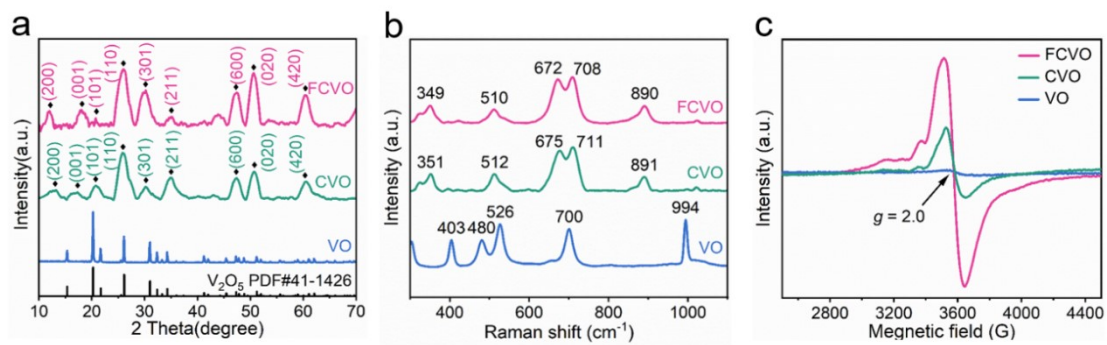 a
Intensity(a.u.)
(200)
(001)
(101)
(110)
(301)
(211)
(600)
(020)
(420)
FCVO
(200)
(001)
(101)
(110)
(301)
(211)
(600)
(020)
(420)
CVO
VO
V₂O₅ PDF#41-1426
10 20 30 40 50 60 70
2 Theta(degree)
b
Intensity (a.u.)
349 510 672 708 890
FCVO
351 512 675 711 891
CVO
403 480 526 700 994
VO
400 600 800 1000
Raman shift (cm⁻¹)
c
Intensity (a.u.)
FCVO
CVO
VO
g = 2.0
2800 3600 4000 4400
Megnetic field (G)